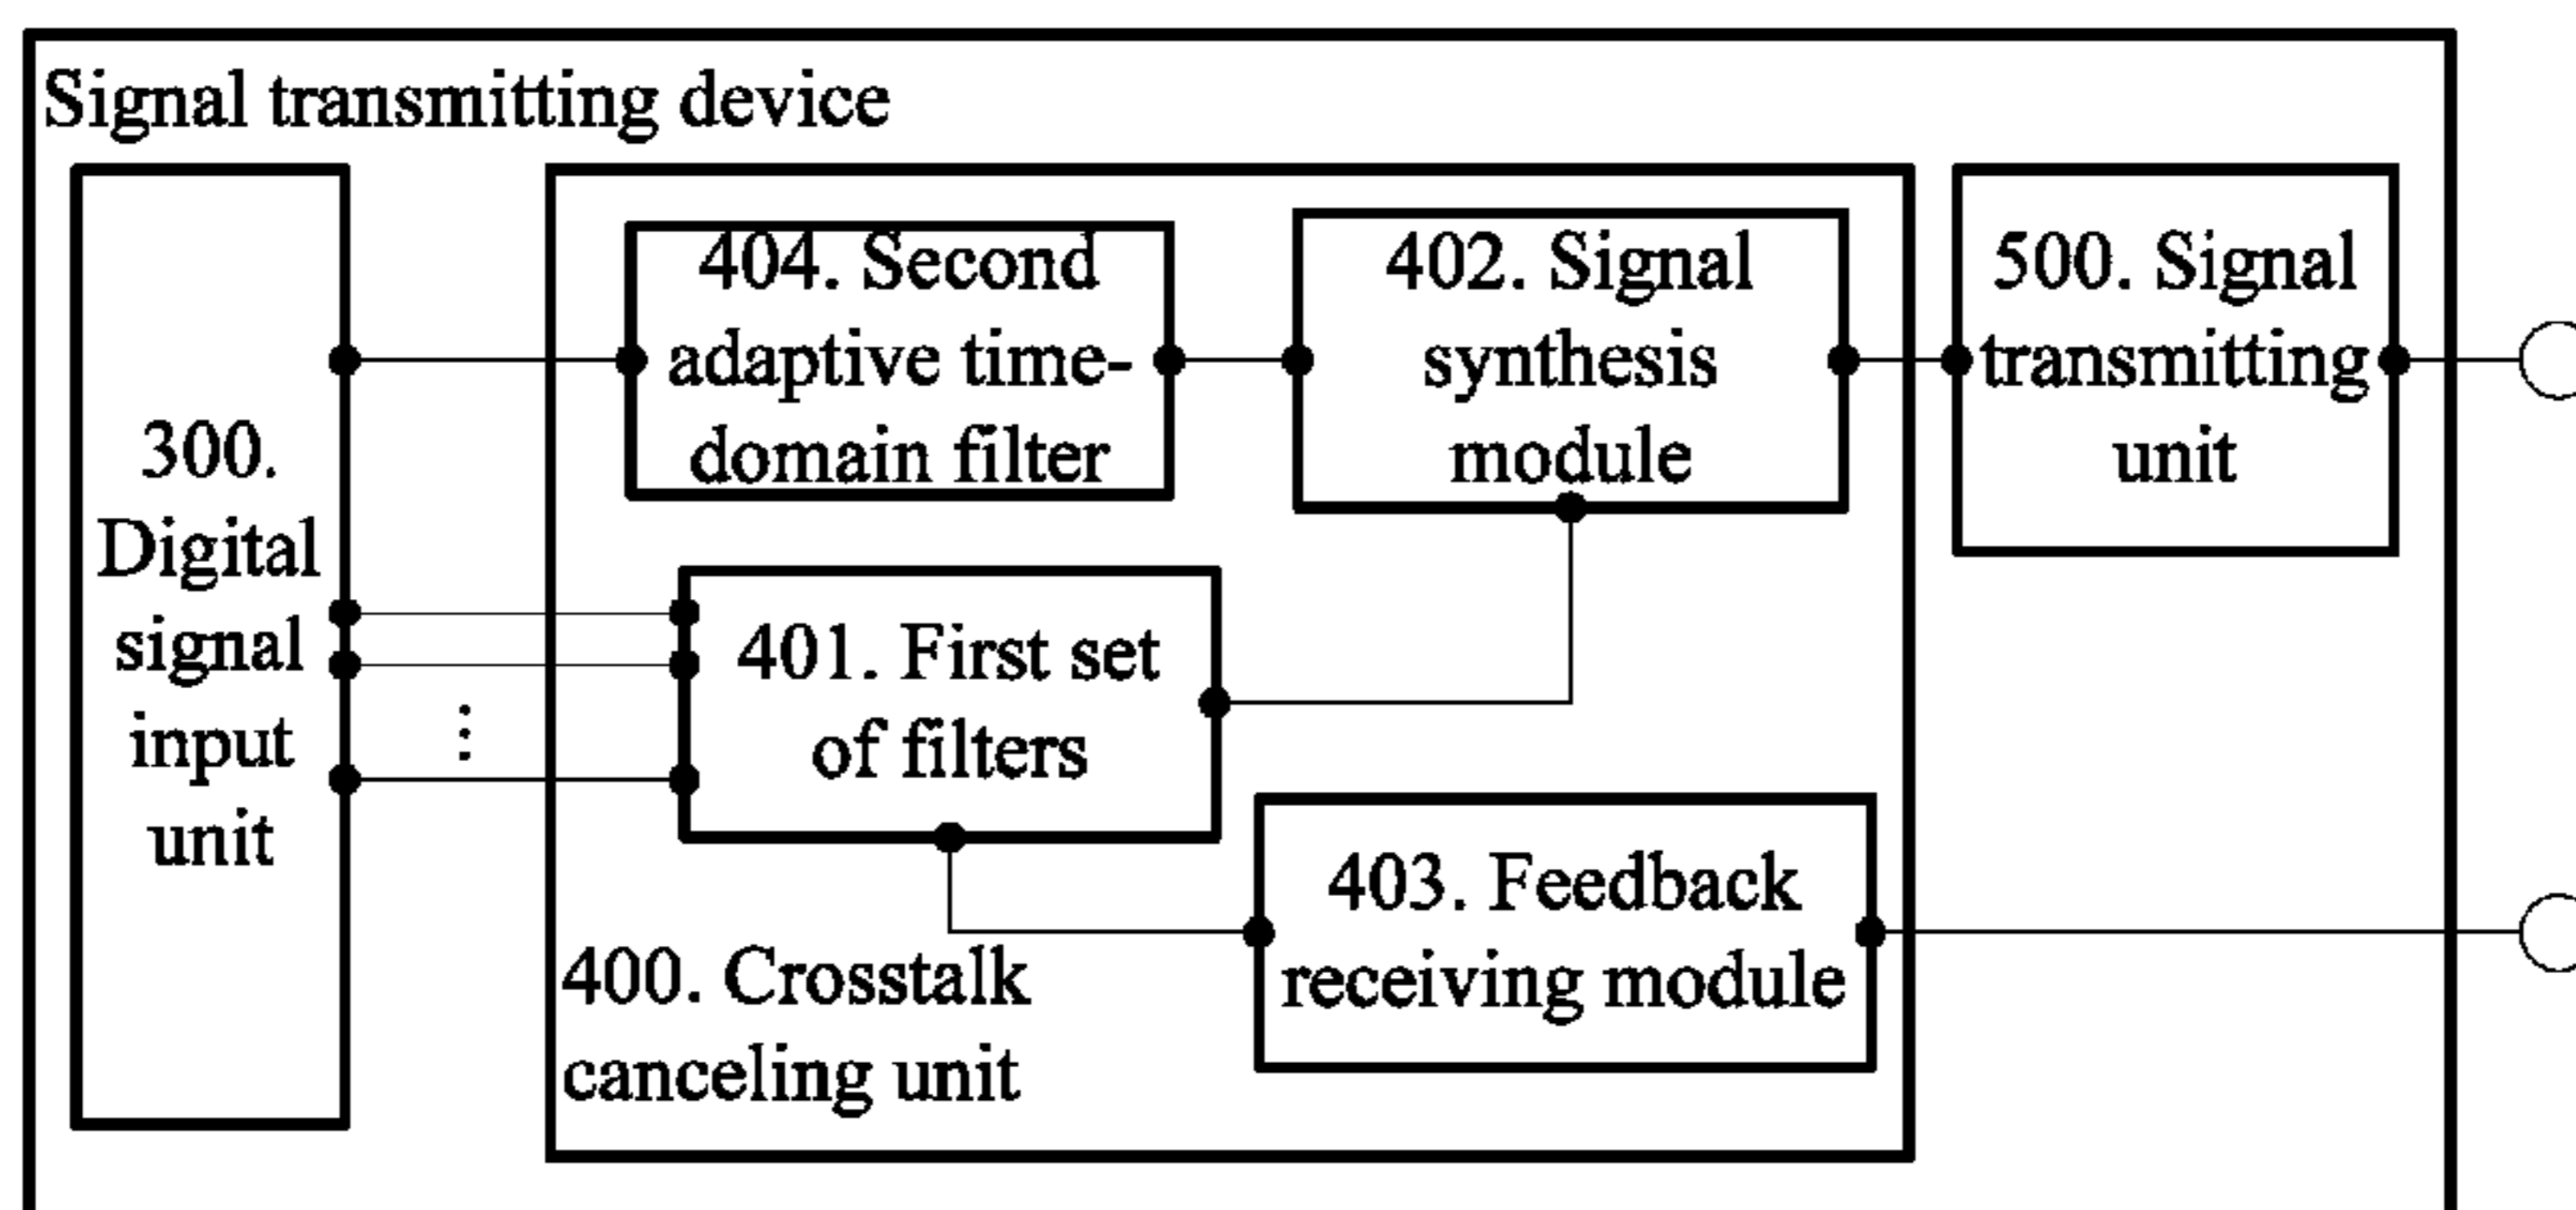 Signal transmitting device
300.
Digital
signal
input
unit
404. Second
adaptive time-
domain filter
402. Signal
synthesis
module
500. Signal
transmitting
unit
401. First set
of filters
403. Feedback
receiving module
400. Crosstalk
canceling unit